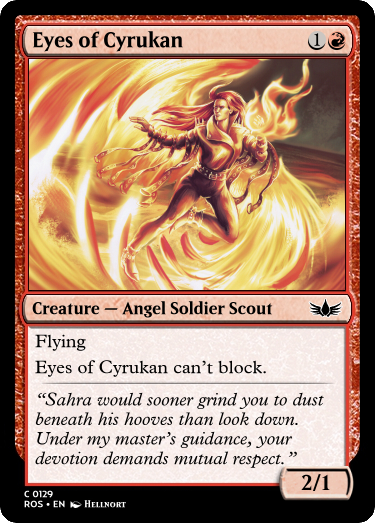 Eyes of Cyrukan 1
Creature — Angel Soldier Scout
Flying
Eyes of Cyrukan can't block.
“Sahra would sooner grind you to dust
beneath his hooves than look down.
Under my master's guidance, your
devotion demands mutual respect.”
2/1
C 0129
ROS • EN Hellnort